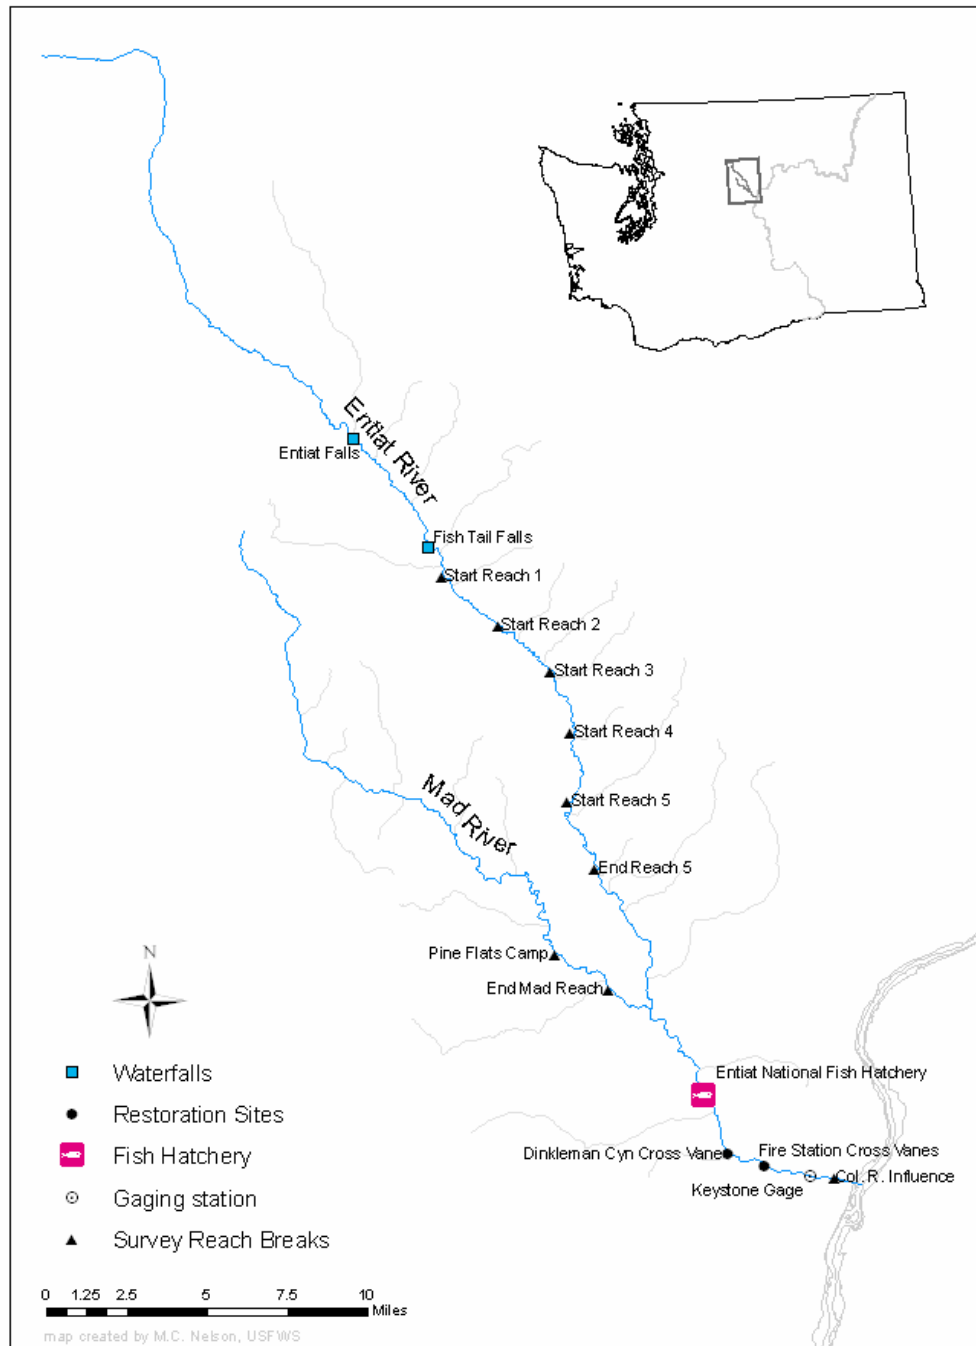 Entiat River
Entiat Falls
Fish Tail Falls
Start Reach 1
Start Reach 2
Start Reach 3
Start Reach 4
Mad River
Start Reach 5
End Reach 5
Pine Flats Camp
End Mad Reach
N
Entiat National Fish Hatchery
Dinkleman Cyn Cross Vane
Fire Station Cross Vanes
Keystone Gage
Col. R. Influence
Waterfalls
Restoration Sites
Fish Hatchery
Gaging station
Survey Reach Breaks
0 1.25 2.5 5 7.5 10
Miles
map created by M.C. Nelson, USFWS